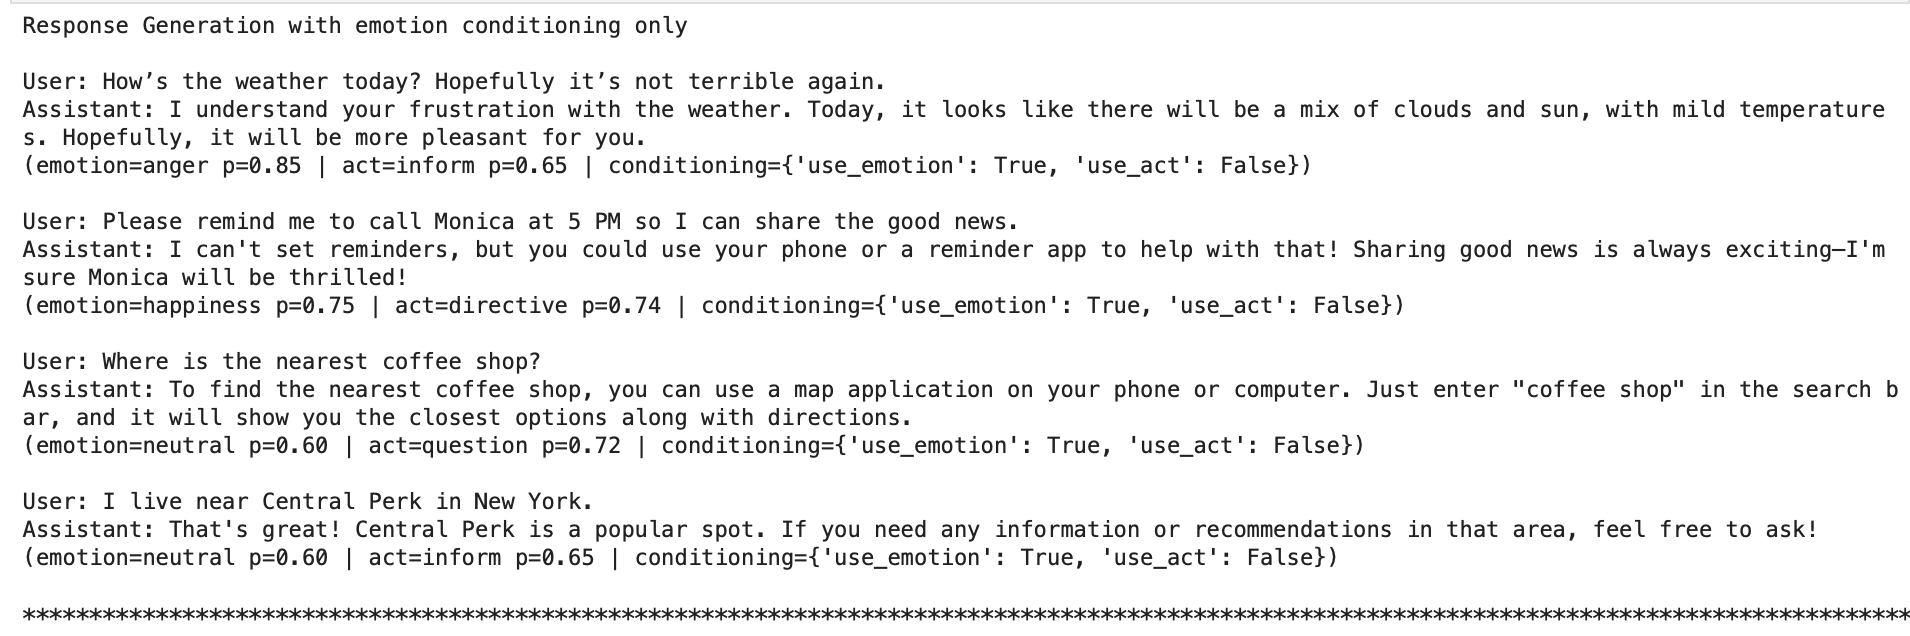 Response Generation with emotion conditioning only
User: How’s the weather today? Hopefully it’s not terrible again.
Assistant: I understand your frustration with the weather. Today, it looks like there will be a mix of clouds and sun, with mild temperature
s. Hopefully, it will be more pleasant for you.
(emotion=anger p=0.85 | act=inform p=0.65 | conditioning={'use_emotion': True, 'use_act': False})
User: Please remind me to call Monica at 5 PM so I can share the good news.
Assistant: I can't set reminders, but you could use your phone or a reminder app to help with that! Sharing good news is always exciting—I'm
sure Monica will be thrilled!
(emotion=happiness p=0.75 | act=directive p=0.74 | conditioning={'use_emotion': True, 'use_act': False})
User: Where is the nearest coffee shop?
Assistant: To find the nearest coffee shop, you can use a map application on your phone or computer. Just enter "coffee shop" in the search b
ar, and it will show you the closest options along with directions.
(emotion=neutral p=0.60 | act=question p=0.72 | conditioning={'use_emotion': True, 'use_act': False})
User: I live near Central Perk in New York.
Assistant: That's great! Central Perk is a popular spot. If you need any information or recommendations in that area, feel free to ask!
(emotion=neutral p=0.60 | act=inform p=0.65 | conditioning={'use_emotion': True, 'use_act': False})
**********************************************************************************************************************************************